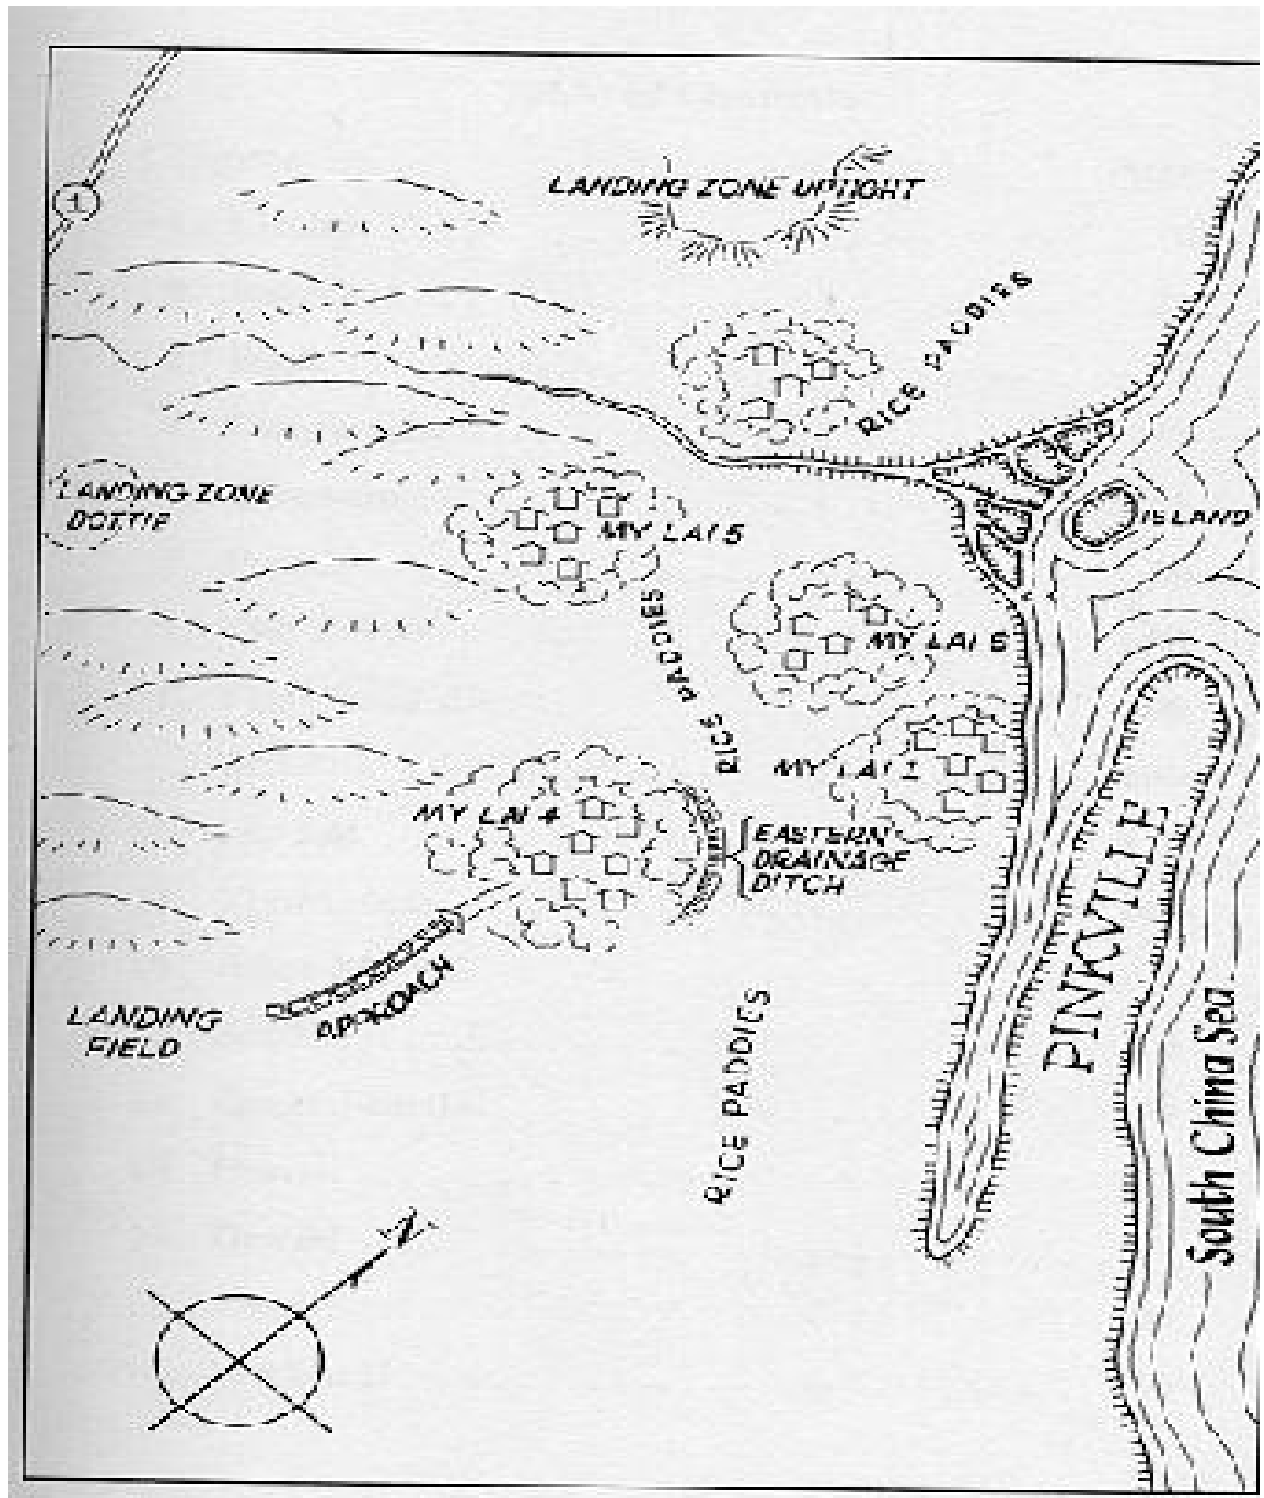 1
LANDING ZONE UPTIGHT
RICE PADDIES
LANDING ZONE
DOTTIE
MY LAI 5
ISLAND
RICE PADDIES
MY LAI 6
MY LAI 1
MY LAI 4
EASTERN
DRAINAGE
DITCH
PINKVILLE
APPROACH
LANDING
FIELD
RICE PADDIES
South China Sea
N